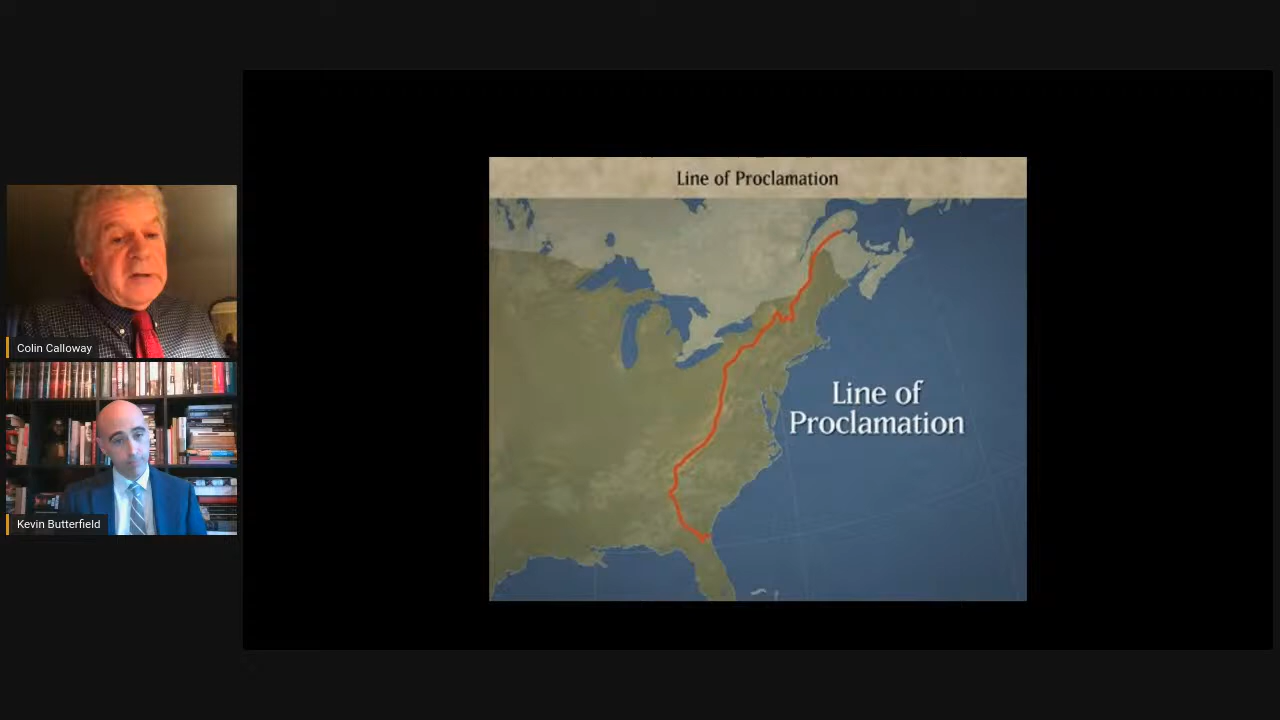 Line of Proclamation
Line of
Proclamation
Colin Calloway
Kevin Butterfield